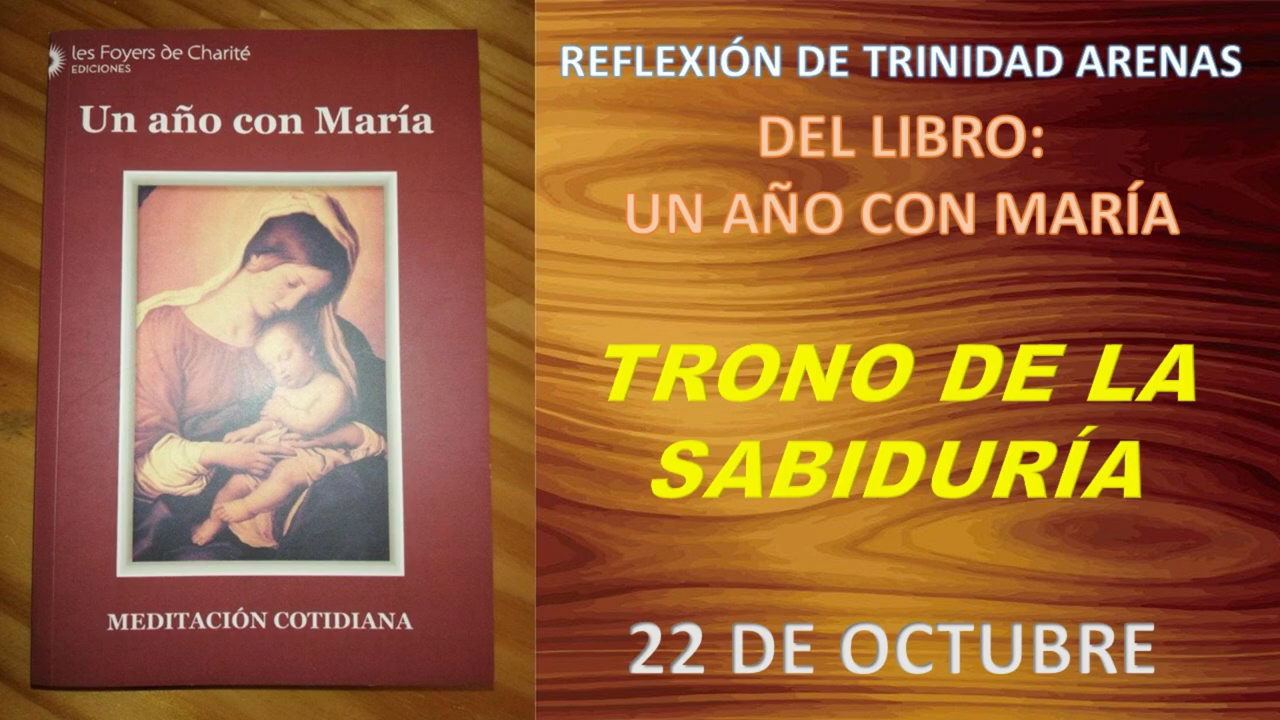 les Foyers de Charité
EDICIONES
Un año con María
MEDITACIÓN COTIDIANA
REFLEXIÓN DE TRINIDAD ARENAS
DEL LIBRO:
UN AÑO CON MARÍA
TRONO DE LA
SABIDURÍA
22 DE OCTUBRE